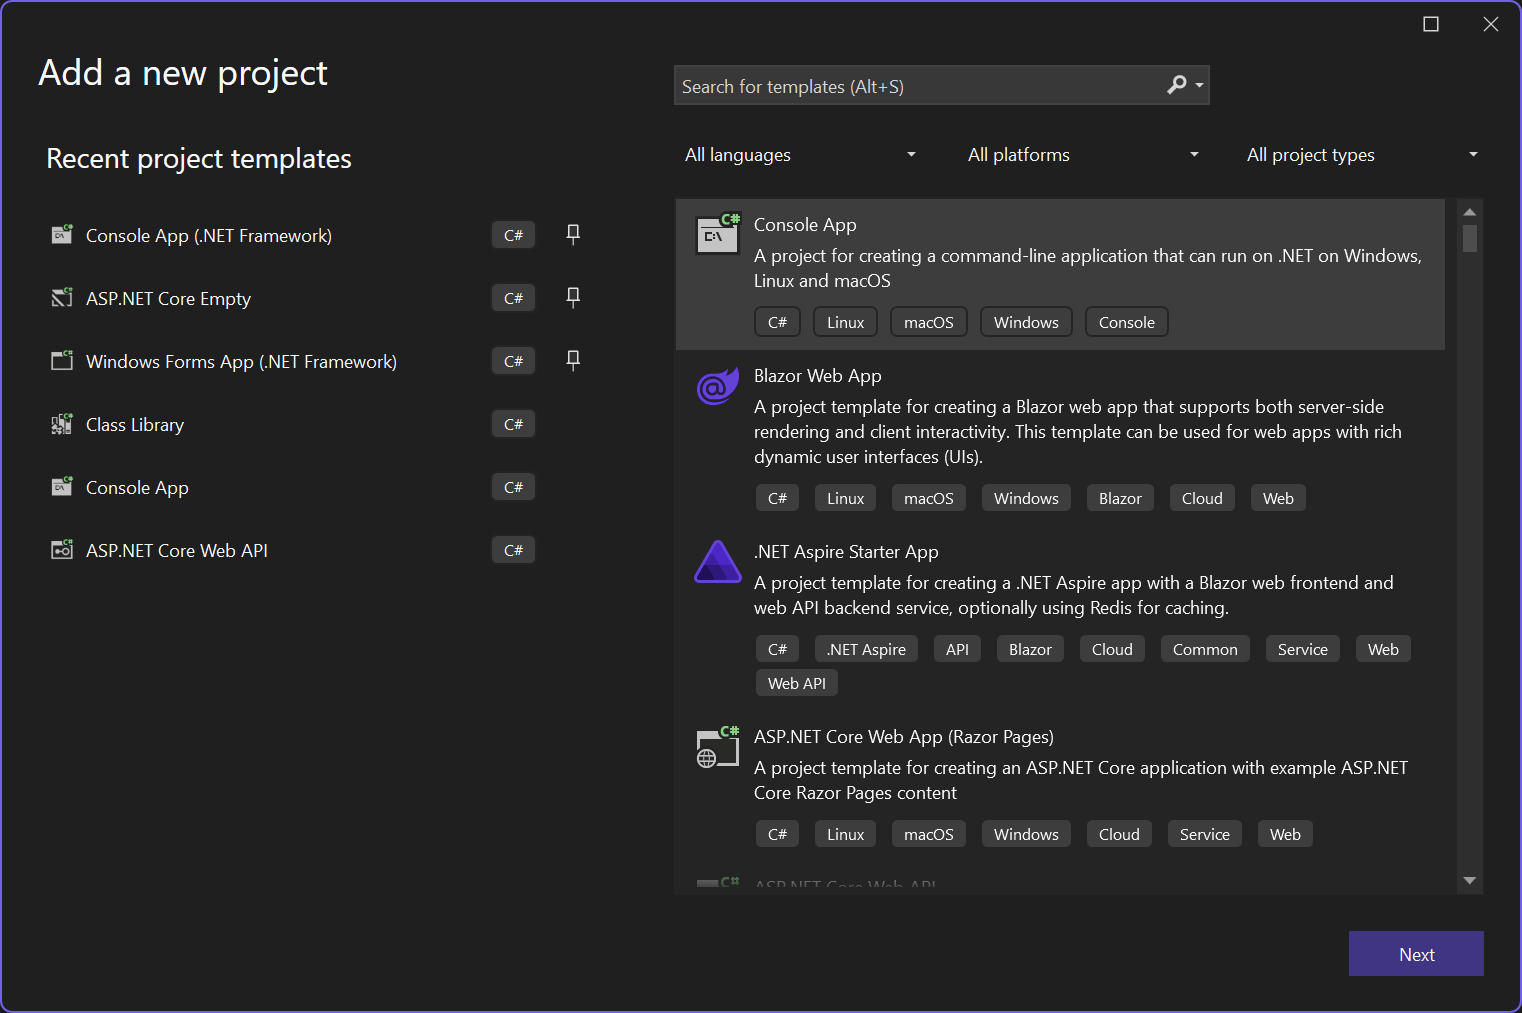 Add a new project
Search for templates (Alt+S)
Recent project templates
All languages
All platforms
All project types
Console App (.NET Framework)
C#
ASP.NET Core Empty
C#
Windows Forms App (.NET Framework)
C#
Class Library
C#
Console App
C#
ASP.NET Core Web API
C#
C#
C:\
Console App
A project for creating a command-line application that can run on .NET on Windows,
Linux and macOS
C# Linux macOS Windows Console
Blazor Web App
A project template for creating a Blazor web app that supports both server-side
rendering and client interactivity. This template can be used for web apps with rich
dynamic user interfaces (UIs).
C# Linux macOS Windows Blazor Cloud Web
.NET Aspire Starter App
A project template for creating a .NET Aspire app with a Blazor web frontend and
web API backend service, optionally using Redis for caching.
C# .NET Aspire API Blazor Cloud Common Service Web
Web API
C#
ASP.NET Core Web App (Razor Pages)
A project template for creating an ASP.NET Core application with example ASP.NET
Core Razor Pages content
C# Linux macOS Windows Cloud Service Web
C#
ASP.NET Core Web API
Next